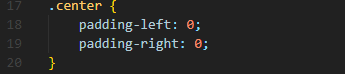 17 .center {
18     padding-left: 0;
19     padding-right: 0;
20 }